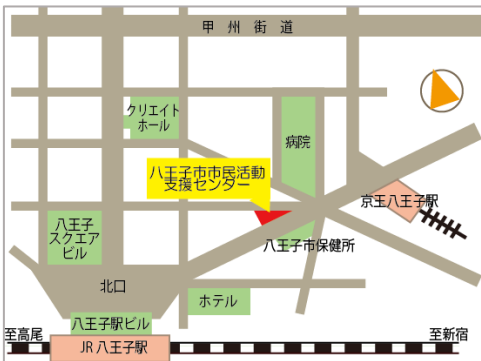 甲州街道
クリエイト
ホール
病院
八王子市市民活動
支援センター
京王八王子駅
八王子
スクエア
ビル
八王子市保健所
北口
ホテル
八王子駅ビル
至高尾
至新宿
JR八王子駅